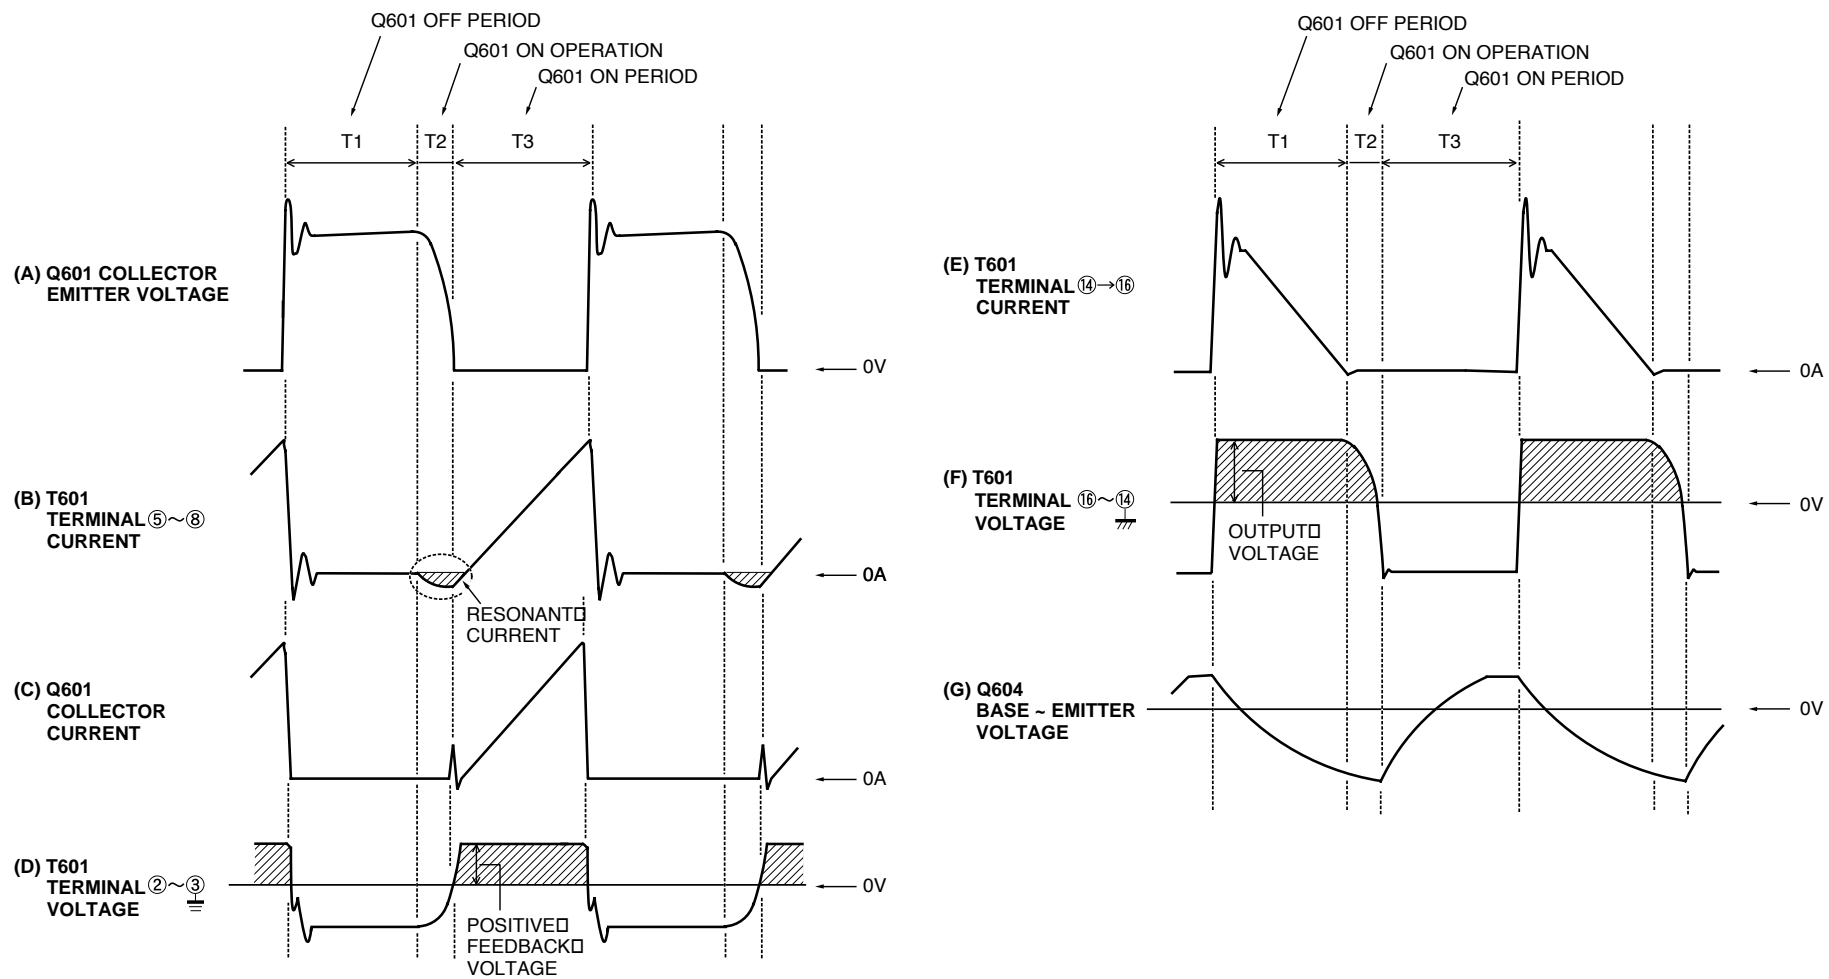 Q601 OFF PERIOD
Q601 ON OPERATION
Q601 ON PERIOD
T1
T2
T3
(A) Q601 COLLECTOR
EMITTER VOLTAGE
0V
(B) T601
TERMINAL ⑤~⑧
CURRENT
0A
RESONANT□
CURRENT
(C) Q601
COLLECTOR
CURRENT
0A
(D) T601
TERMINAL ②~③
VOLTAGE
0V
POSITIVE□
FEEDBACK□
VOLTAGE
Q601 OFF PERIOD
Q601 ON OPERATION
Q601 ON PERIOD
T1
T2
T3
(E) T601
TERMINAL ⑭→⑯
CURRENT
0A
(F) T601
TERMINAL ⑯~⑭
VOLTAGE
0V
OUTPUT□
VOLTAGE
(G) Q604
BASE ~ EMITTER
VOLTAGE
0V